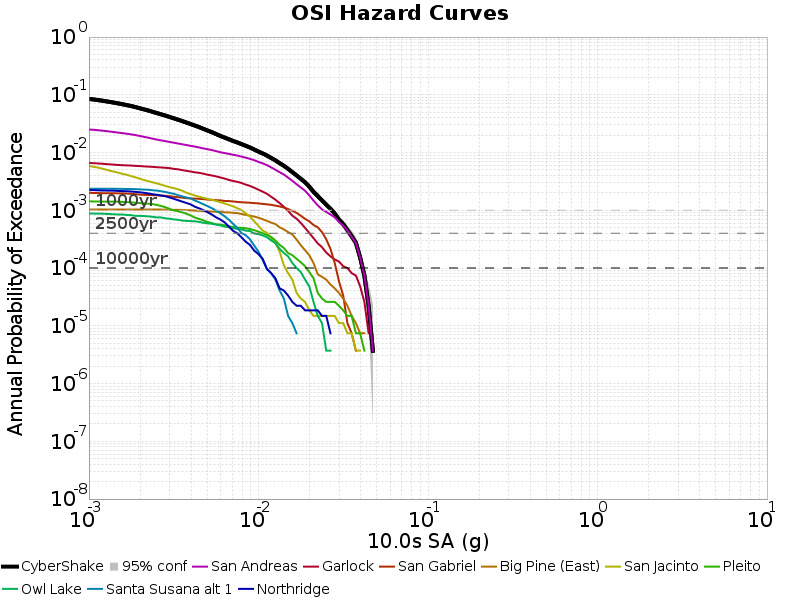 OSI Hazard Curves
Annual Probability of Exceedance
10^0
10^-1
10^-2
10^-3
10^-4
10^-5
10^-6
10^-7
10^-8
1000yr
2500yr
10000yr
10^-3 10^-2 10^-1 10^0 10^1
10.0s SA (g)
CyberShake 95% conf San Andreas Garlock San Gabriel Big Pine (East) San Jacinto Pleito
Owl Lake Santa Susana alt 1 Northridge